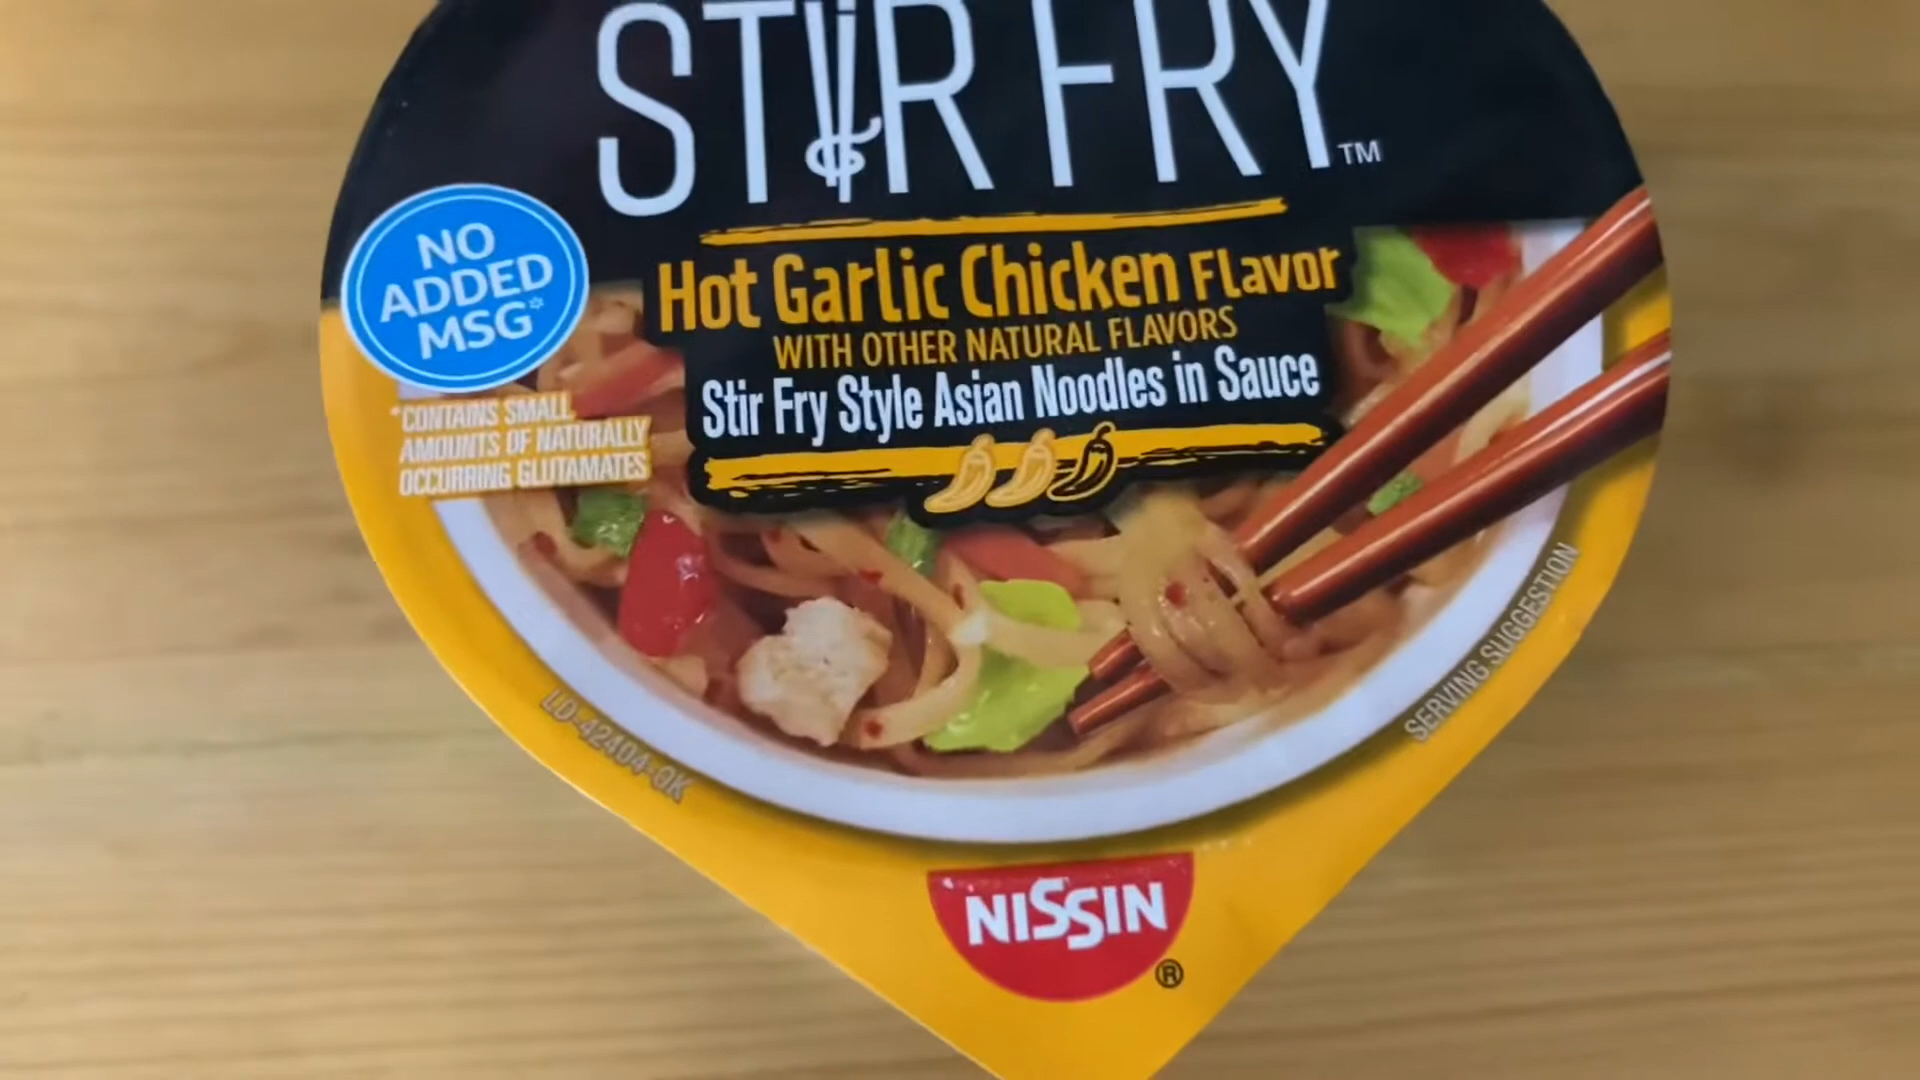 STIR FRY™
NO
ADDED
MSG*
Hot Garlic Chicken Flavor
WITH OTHER NATURAL FLAVORS
Stir Fry Style Asian Noodles in Sauce
*CONTAINS SMALL
AMOUNTS OF NATURALLY
OCCURRING GLUTAMATES
SERVING SUGGESTION
LD-42404-QK
NISSIN®